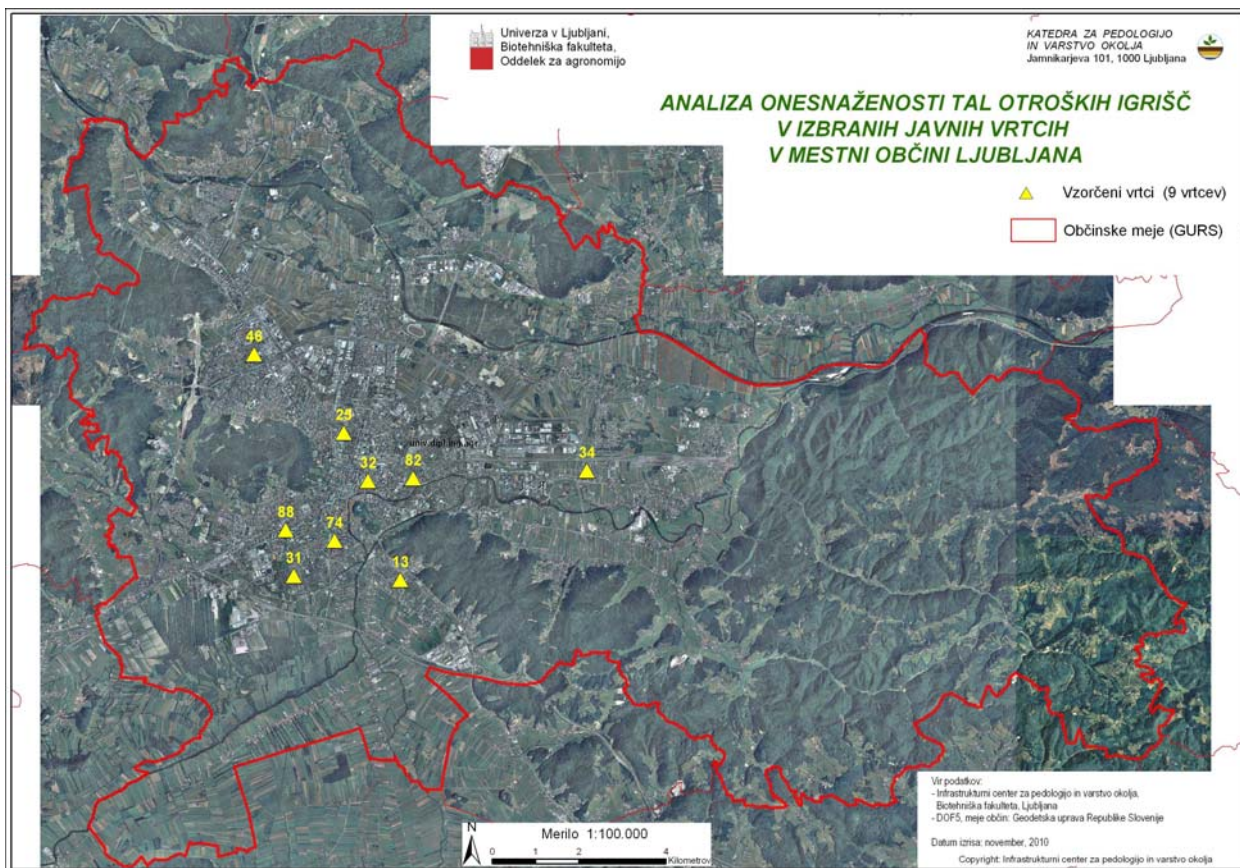 Univerza v Ljubljani,
Biotehniška fakulteta,
Oddelek za agronomijo
KATEDRA ZA PEDOLOGIJO
IN VARSTVO OKOLJA
Jamnikarjeva 101, 1000 Ljubljana
ANALIZA ONESNAŽENOSTI TAL OTROŠKIH IGRIŠČ
V IZBRANIH JAVNIH VRTCIH
V MESTNI OBČINI LJUBLJANA
Vzorčeni vrtci (9 vrtcev)
Občinske meje (GURS)
46
25
univ.dipl.ing.agr.
32
82
34
88
74
31
13
Vir podatkov:
- Infrastrukturni center za pedologijo in varstvo okolja,
Biotehniška fakulteta, Ljubljana
- DOF5, meje občin: Geodetska uprava Republike Slovenije
Datum izrisa: november, 2010
Copyright: Infrastrukturni center za pedologijo in varstvo okolja
N
Merilo 1:100.000
0 1 2 4
Kilometrov